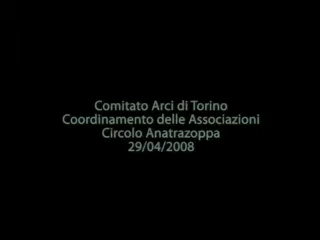 Comitato Arci di Torino
Coordinamento delle Associazioni
Circolo Anatrazoppa
29/04/2008